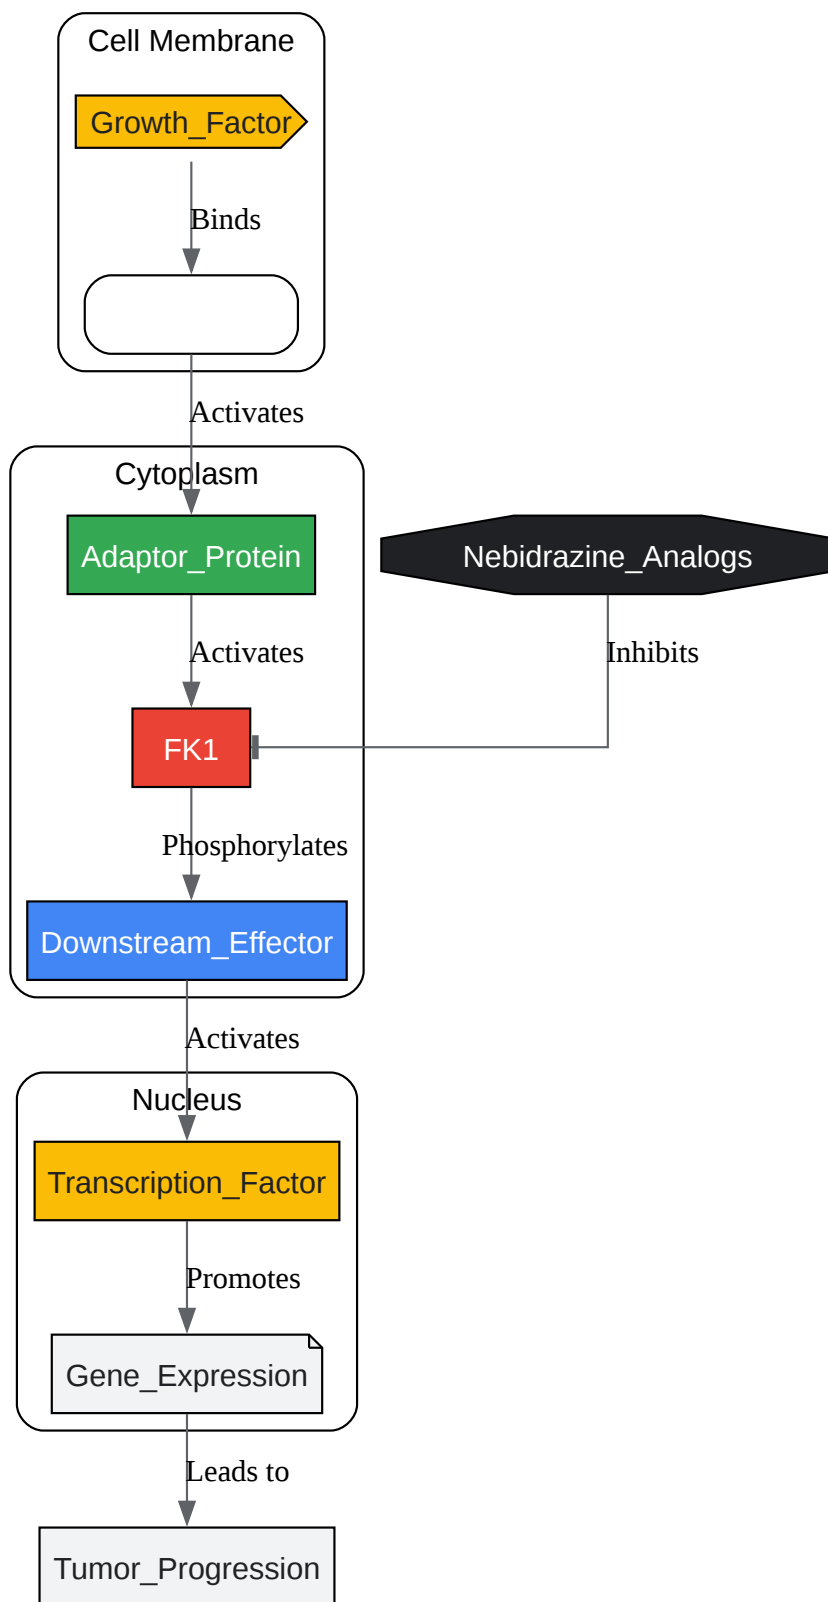 Cell Membrane
Growth_Factor
Binds
Activates
Cytoplasm
Adaptor_Protein
Nebidrazine_Analogs
Activates
Inhibits
FK1
Phosphorylates
Downstream_Effector
Activates
Nucleus
Transcription_Factor
Promotes
Gene_Expression
Leads to
Tumor_Progression